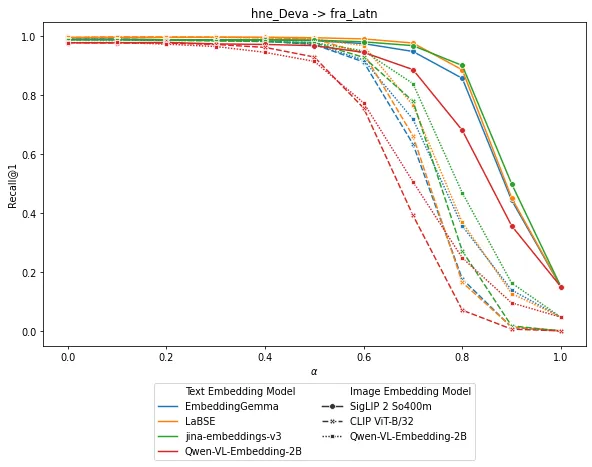 hne_Deva -> fra_Latn
1.0
0.8
0.6
0.4
0.2
0.0
Recall@1
0.0 0.2 0.4 0.6 0.8 1.0
α
Text Embedding Model Image Embedding Model
EmbeddingGemma SigLIP 2 So400m
LaBSE CLIP ViT-B/32
jina-embeddings-v3 Qwen-VL-Embedding-2B
Qwen-VL-Embedding-2B